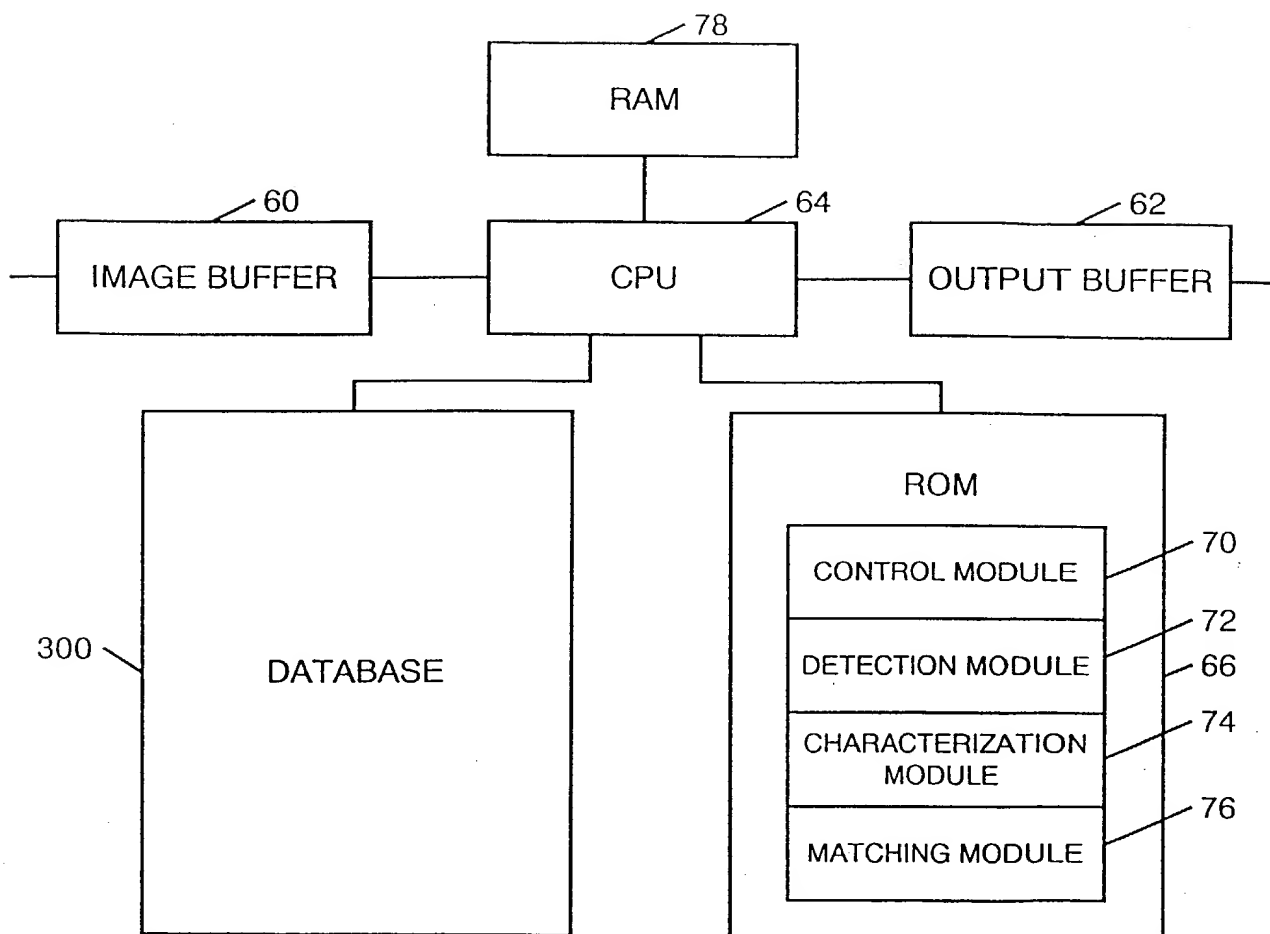 78
RAM
60
64
62
IMAGE BUFFER
CPU
OUTPUT BUFFER
ROM
CONTROL MODULE
70
72
DETECTION MODULE
66
300
DATABASE
74
CHARACTERIZATION
MODULE
76
MATCHING MODULE